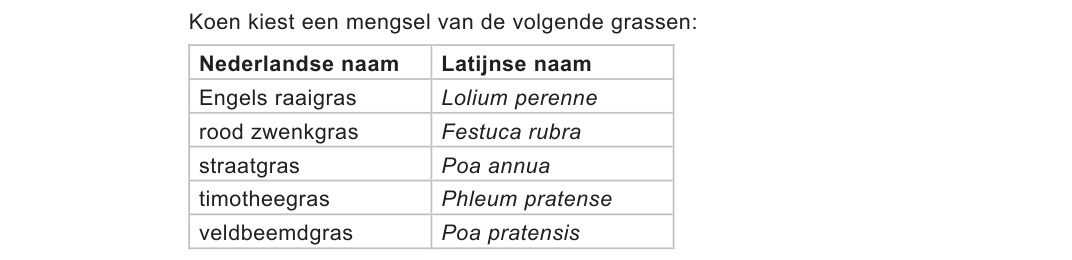 Koen kiest een mengsel van de volgende grassen:
Nederlandse naam Latijnse naam
Engels raaigras Lolium perenne
rood zwenkgras Festuca rubra
straatgras Poa annua
timotheegras Phleum pratense
veldbeemdgras Poa pratensis